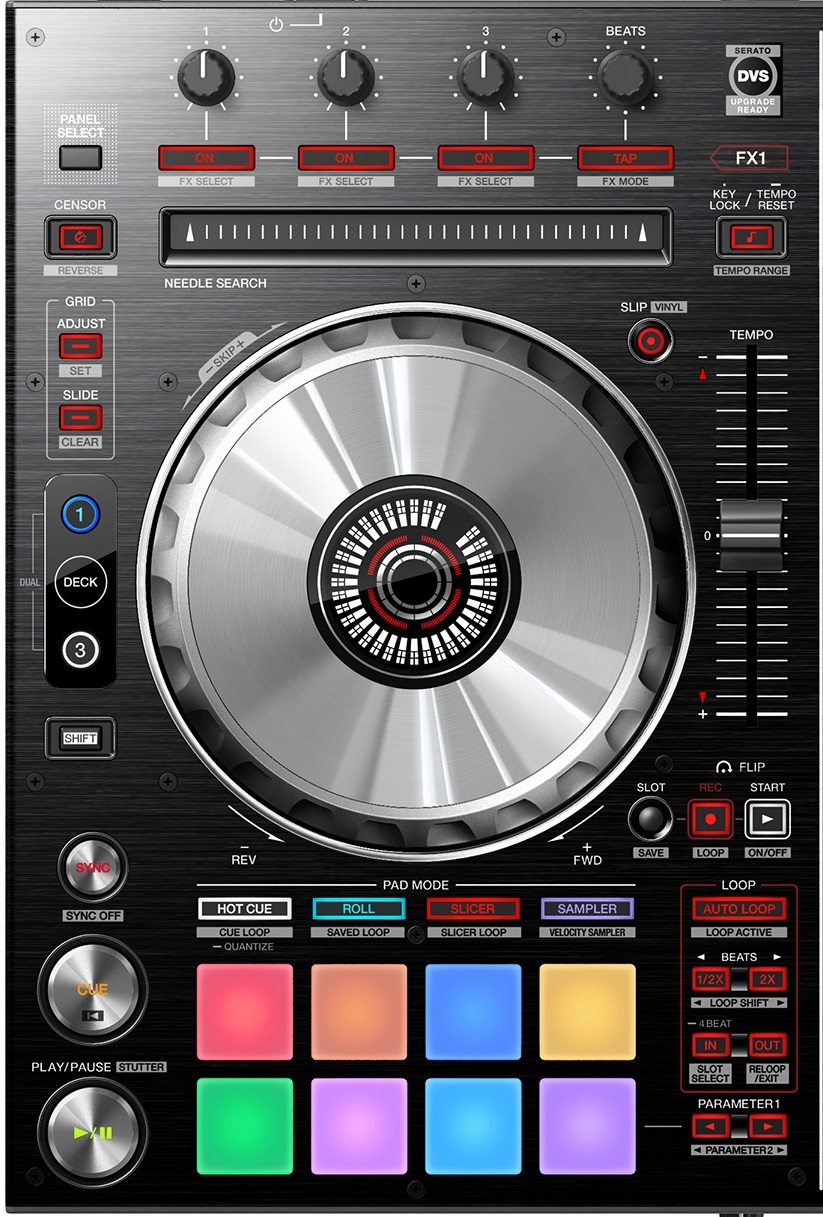 1
2
3
BEATS
SERATO
DVS
UPGRADE
READY
PANEL
SELECT
ON
ON
ON
TAP
FX1
FX SELECT
FX SELECT
FX SELECT
FX MODE
CENSOR
REVERSE
KEY
LOCK / TEMPO
RESET
TEMPO RANGE
NEEDLE SEARCH
GRID
ADJUST
SET
SLIDE
CLEAR
− SKIP +
SLIP VINYL
TEMPO
−
0
+
1
DUAL
DECK
3
SHIFT
−
REV
+
FWD
FLIP
SLOT
REC
START
SAVE
LOOP
ON/OFF
SYNC
SYNC OFF
CUE
PLAY/PAUSE STUTTER
PAD MODE
HOT CUE
ROLL
SLICER
SAMPLER
CUE LOOP
SAVED LOOP
SLICER LOOP
VELOCITY SAMPLER
— QUANTIZE
LOOP
AUTO LOOP
LOOP ACTIVE
◄ BEATS ►
1/2X
2X
◄ LOOP SHIFT ►
— 4 BEAT
IN
OUT
SLOT
SELECT
RELOOP
/EXIT
PARAMETER1
◄ PARAMETER2 ►